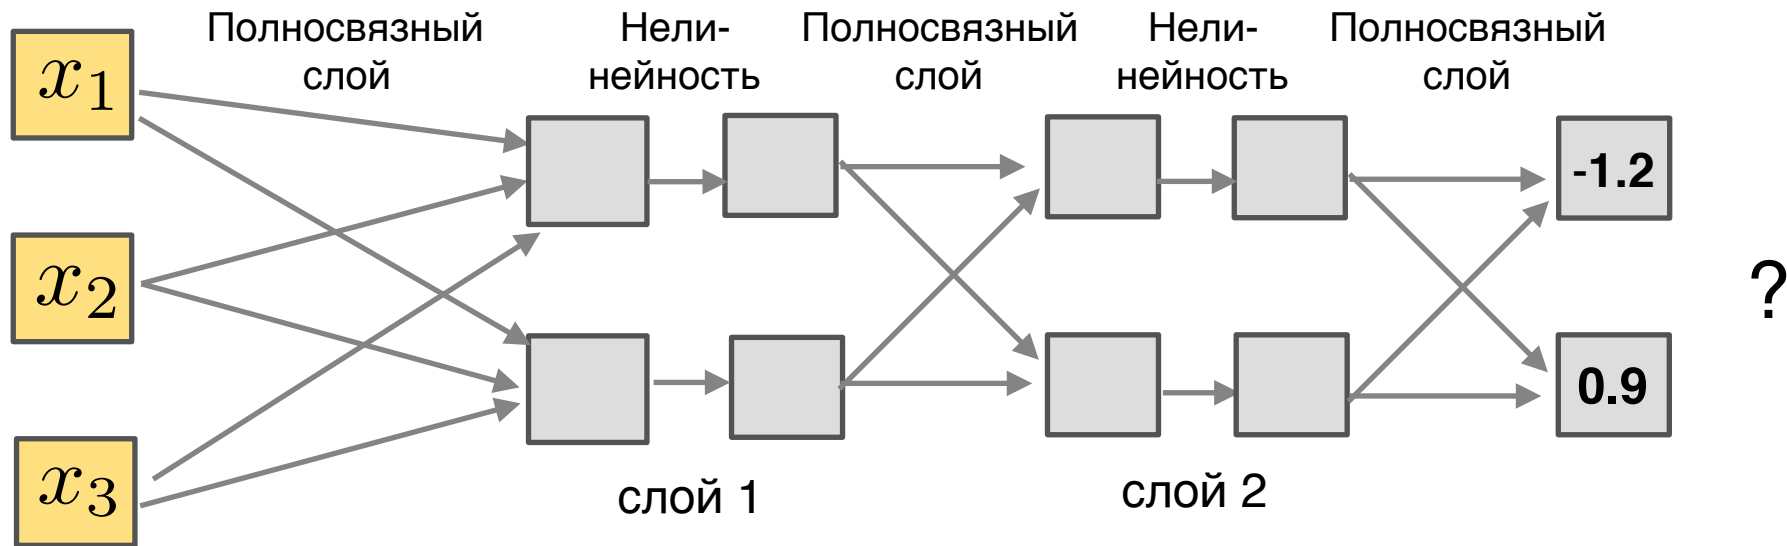 Полносвязный
слой
Нели-
нейность
Полносвязный
слой
Нели-
нейность
Полносвязный
слой
x1
x2
x3
-1.2
0.9
?
слой 1
слой 2